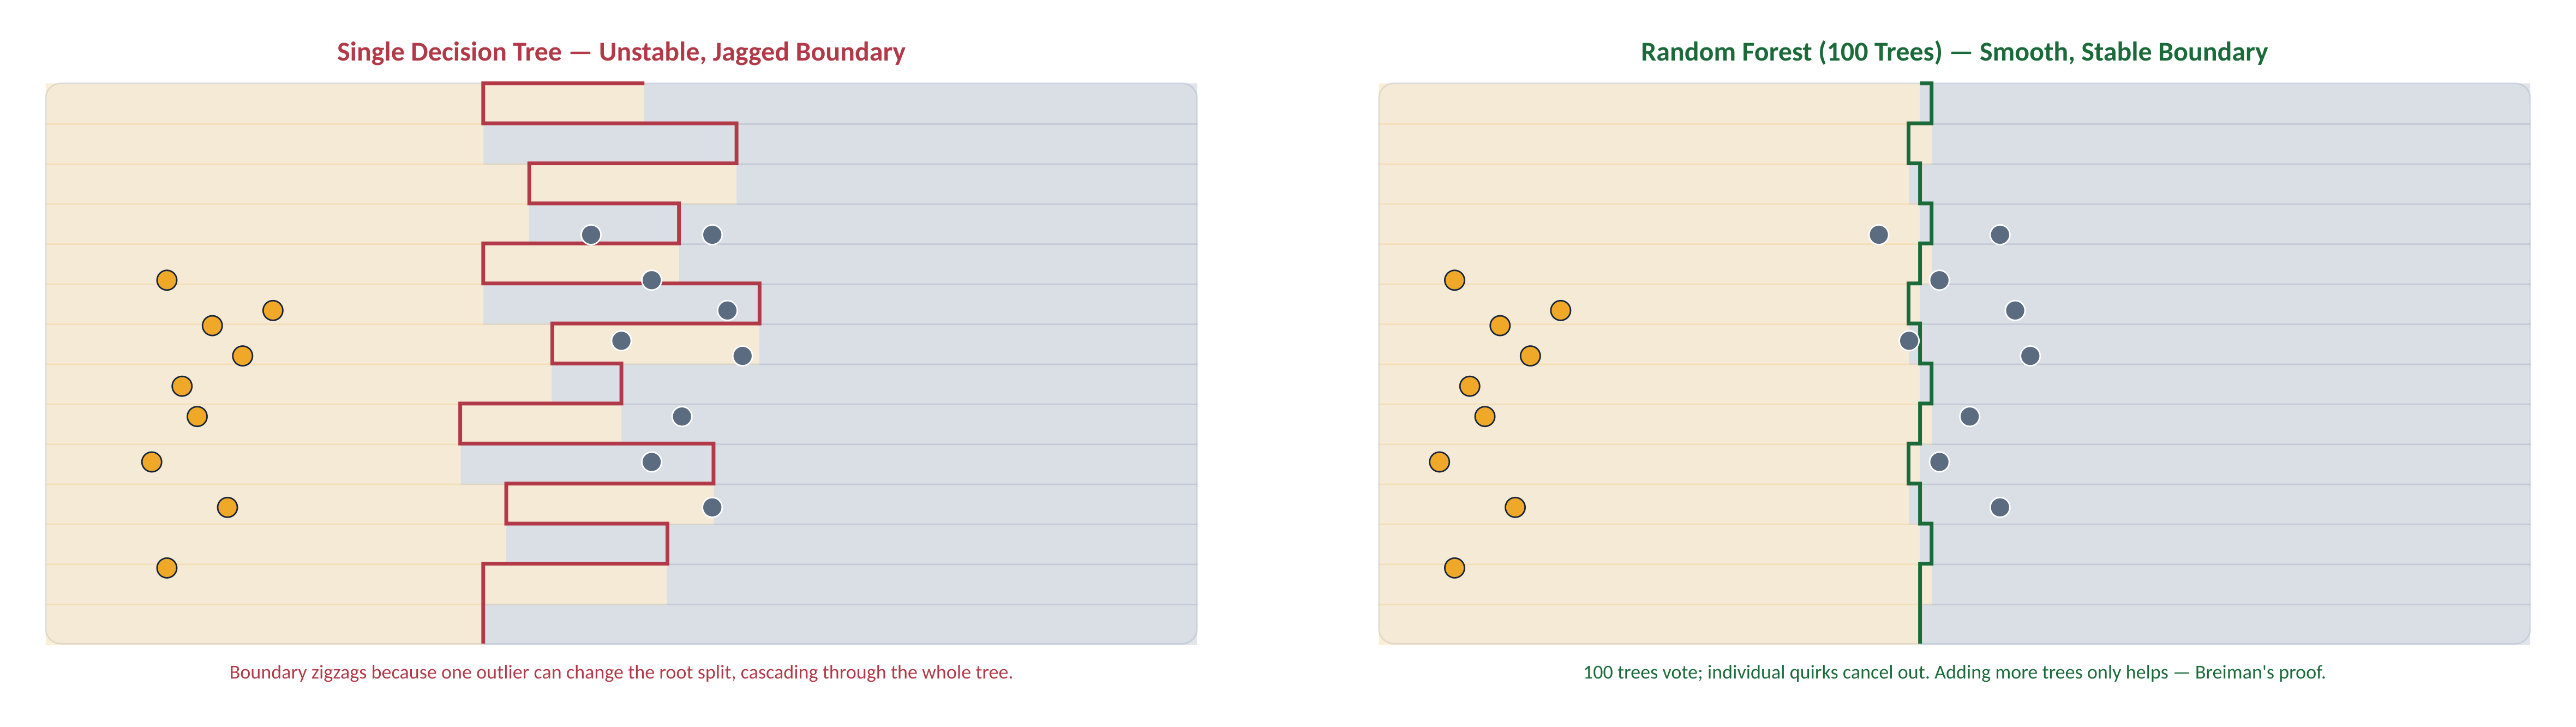 Single Decision Tree — Unstable, Jagged Boundary
Random Forest (100 Trees) — Smooth, Stable Boundary
Boundary zigzags because one outlier can change the root split, cascading through the whole tree.
100 trees vote; individual quirks cancel out. Adding more trees only helps — Breiman's proof.